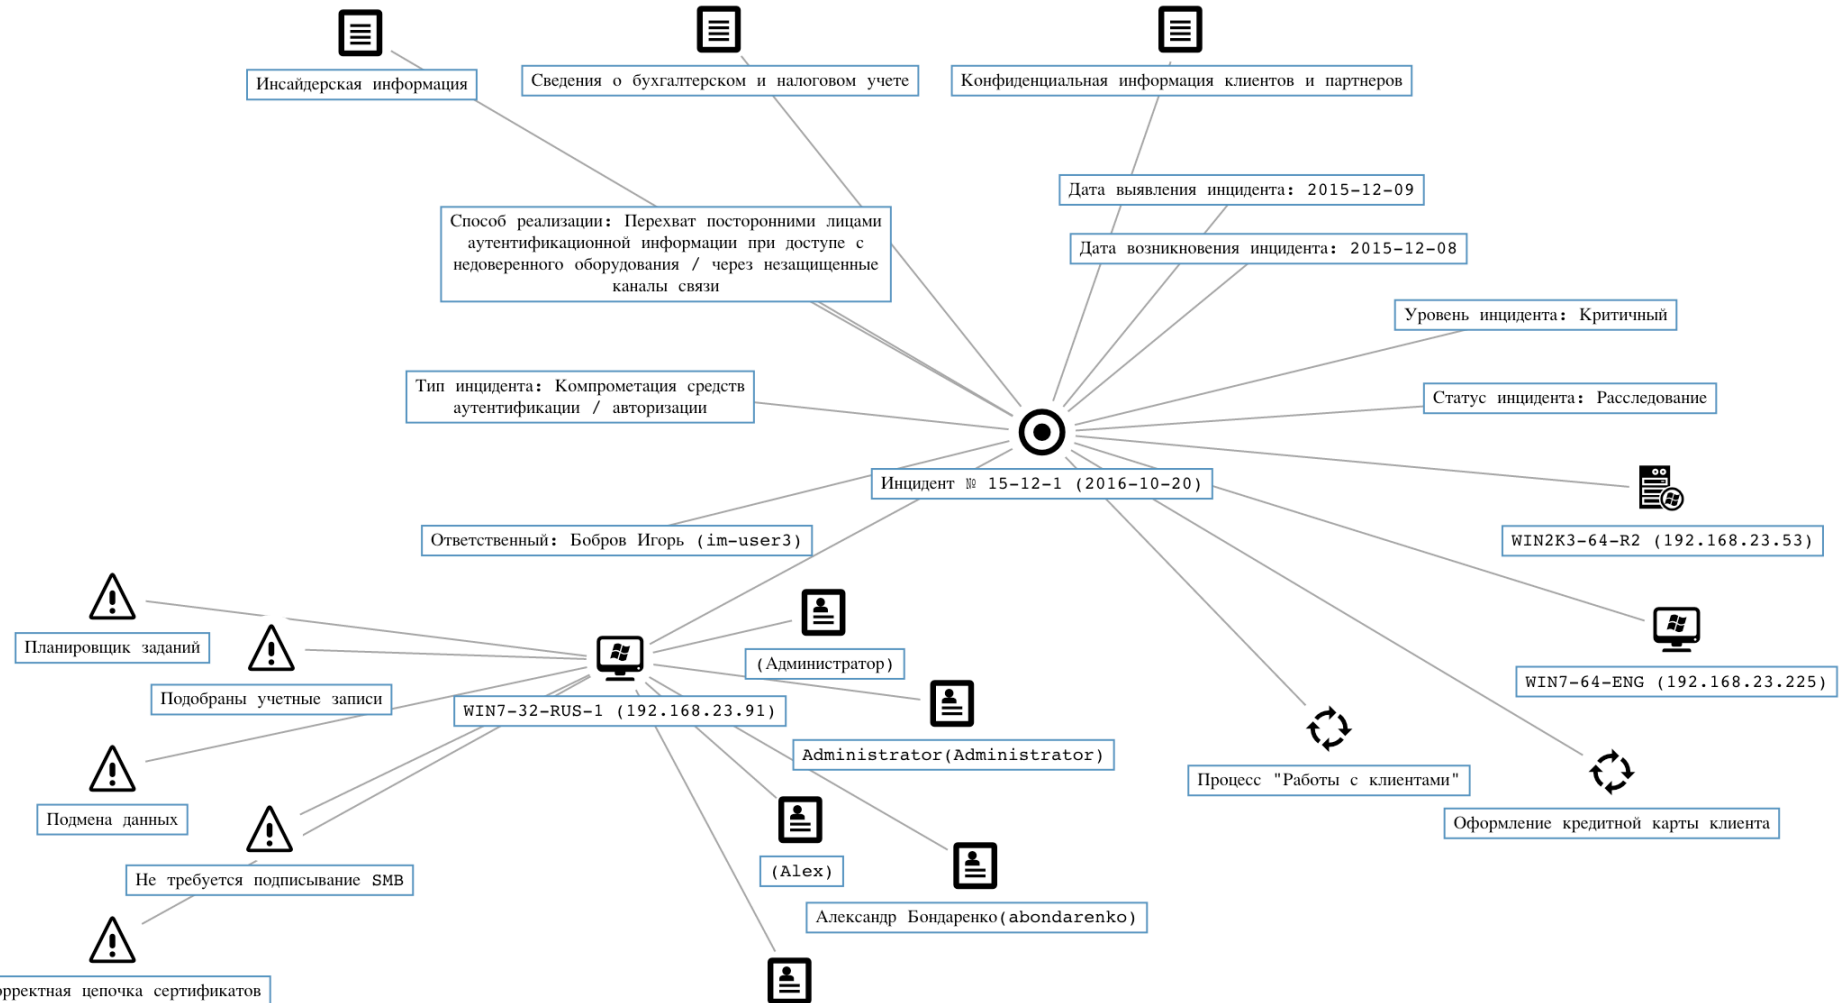 Инсайдерская информация
Сведения о бухгалтерском и налоговом учете
Конфиденциальная информация клиентов и партнеров
Дата выявления инцидента: 2015-12-09
Способ реализации: Перехват посторонними лицами
аутентификационной информации при доступе с
недоверенного оборудования / через незащищенные
каналы связи
Дата возникновения инцидента: 2015-12-08
Уровень инцидента: Критичный
Тип инцидента: Компрометация средств
аутентификации / авторизации
Статус инцидента: Расследование
Инцидент № 15-12-1 (2016-10-20)
Ответственный: Бобров Игорь (im-user3)
WIN2K3-64-R2 (192.168.23.53)
Планировщик заданий
(Администратор)
WIN7-64-ENG (192.168.23.225)
Подобраны учетные записи
WIN7-32-RUS-1 (192.168.23.91)
Administrator(Administrator)
Процесс "Работы с клиентами"
Подмена данных
Оформление кредитной карты клиента
Не требуется подписывание SMB
(Alex)
Александр Бондаренко(abondarenko)
цепочка сертификатов